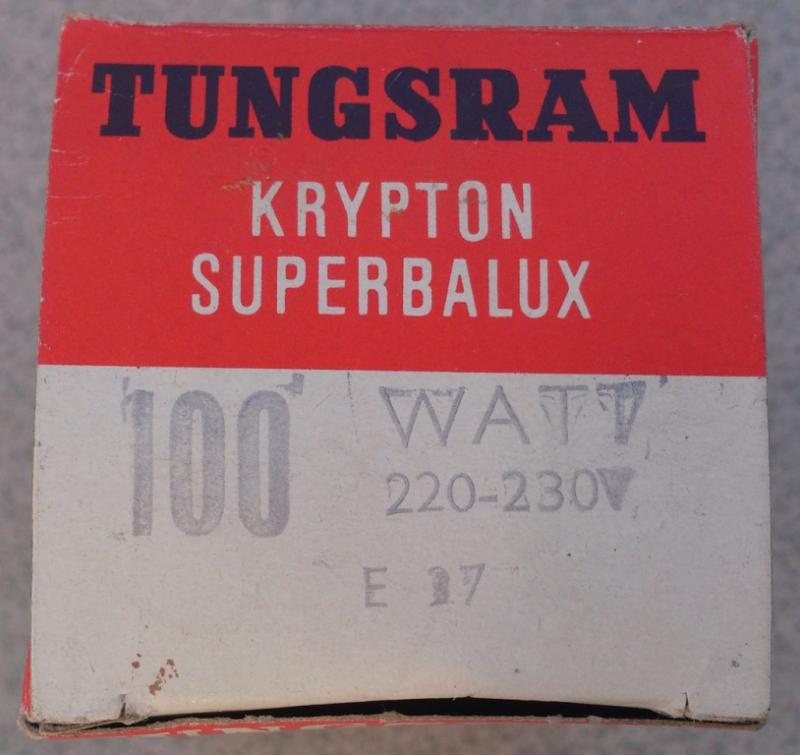 TUNGSRAM
KRYPTON
SUPERBALUX
100 WATT
220-230V
E 27